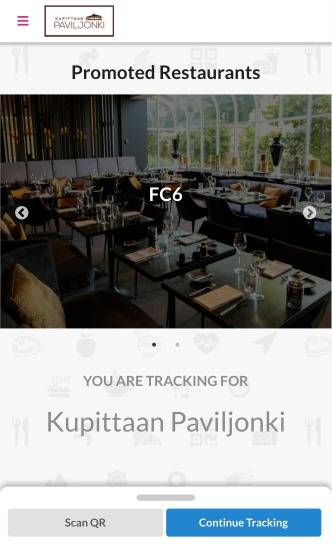 KUPITTAAN
PAVILJONKI
Promoted Restaurants
FC6
YOU ARE TRACKING FOR
Kupittaan Paviljonki
Scan QR
Continue Tracking